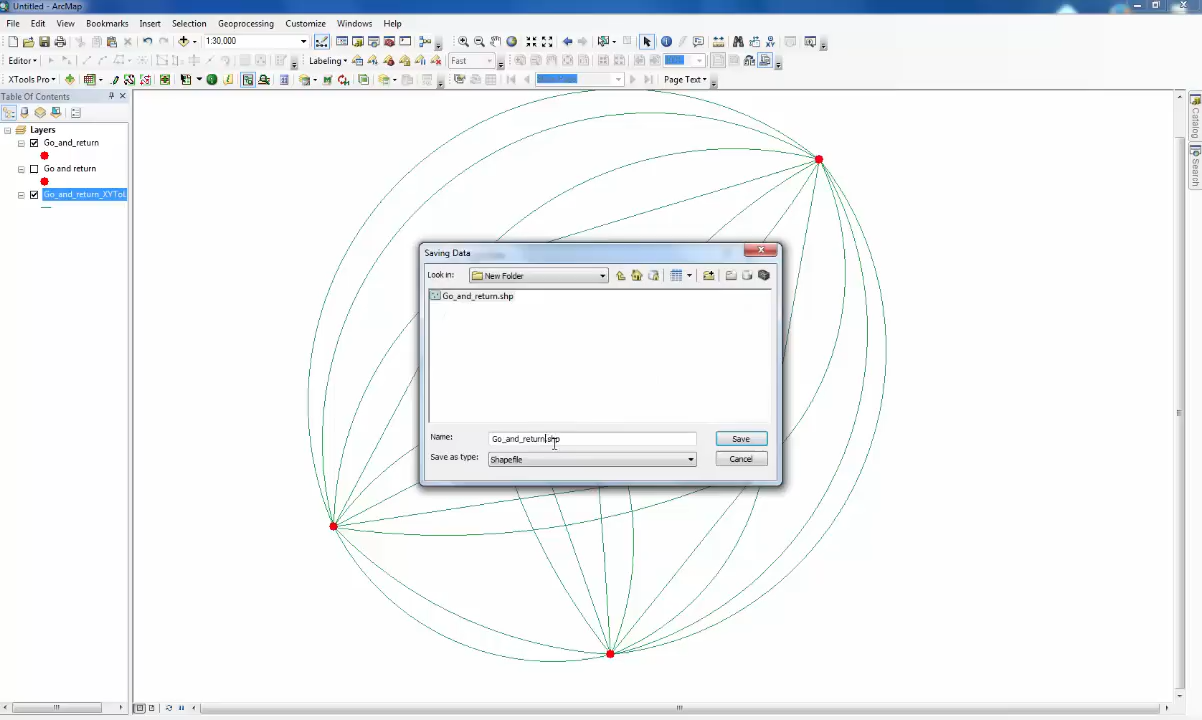 Untitled - ArcMap
File Edit View Bookmarks Insert Selection Geoprocessing Customize Windows Help
1:30,000
Editor Labeling Fast
XTools Pro Page Text
Table Of Contents
Layers
Go_and_return
Go and return
Go_and_return_XYToL
Catalog
Search
Saving Data
Look in: New Folder
Go_and_return.shp
Name: Go_and_return.shp Save
Save as type: Shapefile Cancel